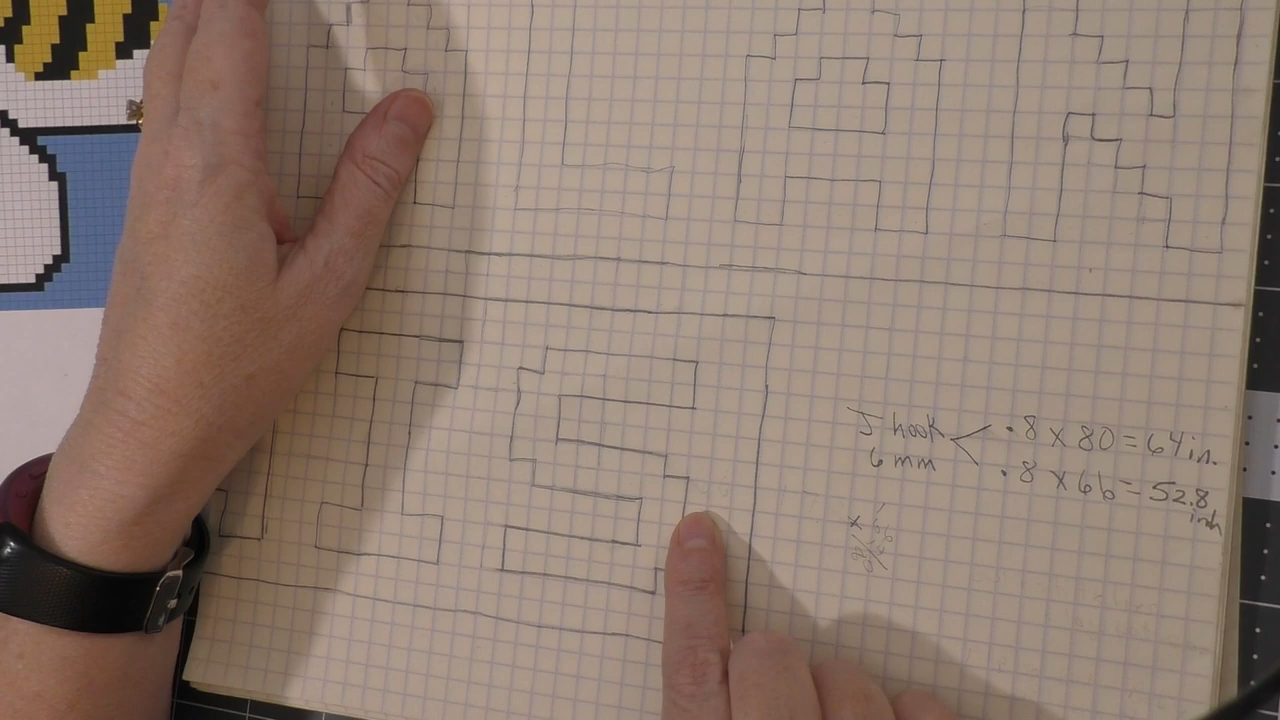 J hook
6 mm
.8 x 80 = 64 in.
.8 x 66 = 52.8
inch